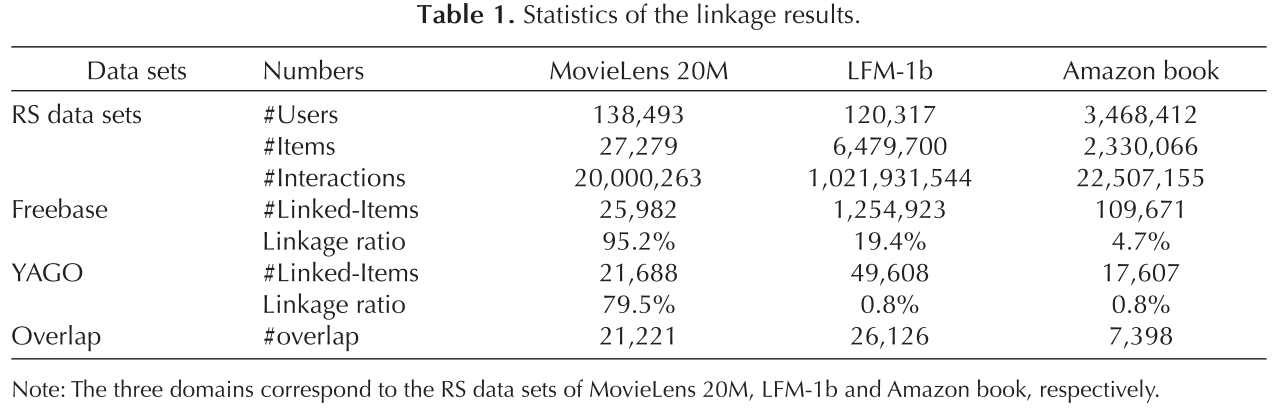 Table 1. Statistics of the linkage results.
Data sets Numbers MovieLens 20M LFM-1b Amazon book
RS data sets #Users 138,493 120,317 3,468,412
#Items 27,279 6,479,700 2,330,066
#Interactions 20,000,263 1,021,931,544 22,507,155
Freebase #Linked-Items 25,982 1,254,923 109,671
Linkage ratio 95.2% 19.4% 4.7%
YAGO #Linked-Items 21,688 49,608 17,607
Linkage ratio 79.5% 0.8% 0.8%
Overlap #overlap 21,221 26,126 7,398
Note: The three domains correspond to the RS data sets of MovieLens 20M, LFM-1b and Amazon book, respectively.